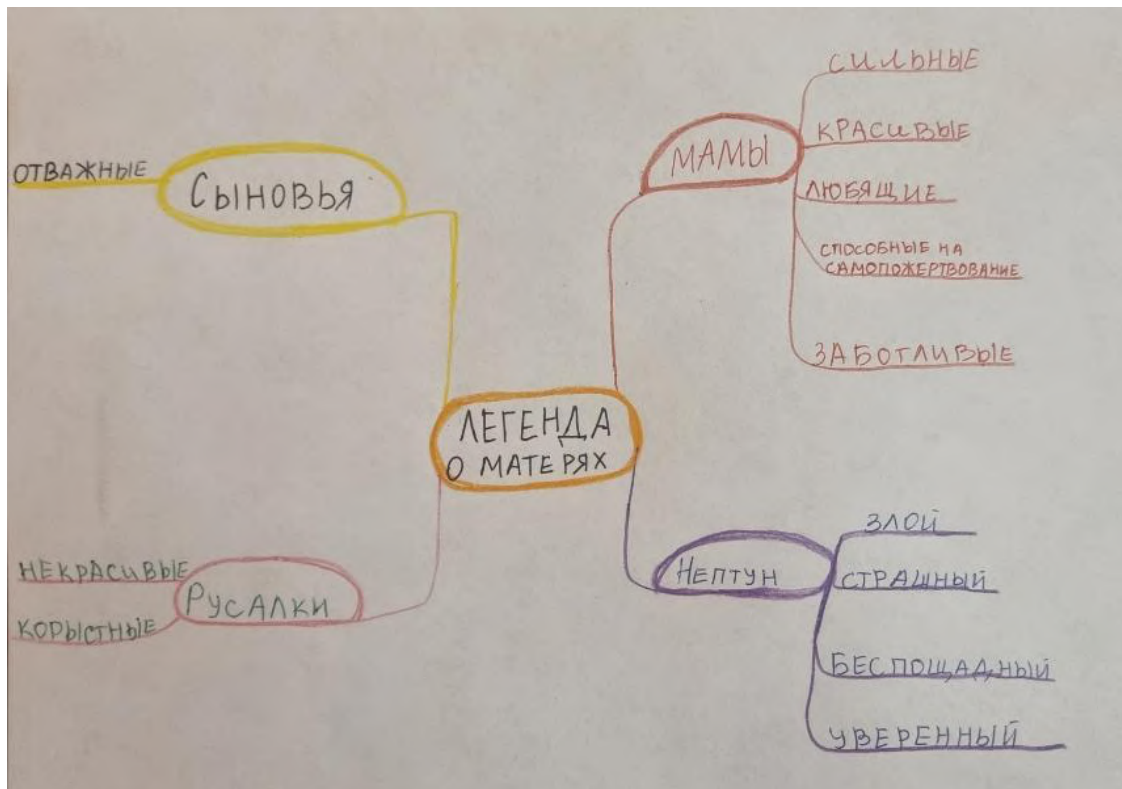 СИЛЬНЫЕ
КРАСИВЫЕ
МАМЫ
ОТВАЖНЫЕ
СЫНОВЬЯ
ЛЮБЯЩИЕ
СПОСОБНЫЕ НА
САМОПОЖЕРТВОВАНИЕ
ЗАБОТЛИВЫЕ
ЛЕГЕНДА
О МАТЕРЯХ
ЗЛОЙ
НЕКРАСИВЫЕ
РУСАЛКИ
КОРЫСТНЫЕ
НЕПТУН
СТРАШНЫЙ
БЕСПОЩАДНЫЙ
УВЕРЕННЫЙ